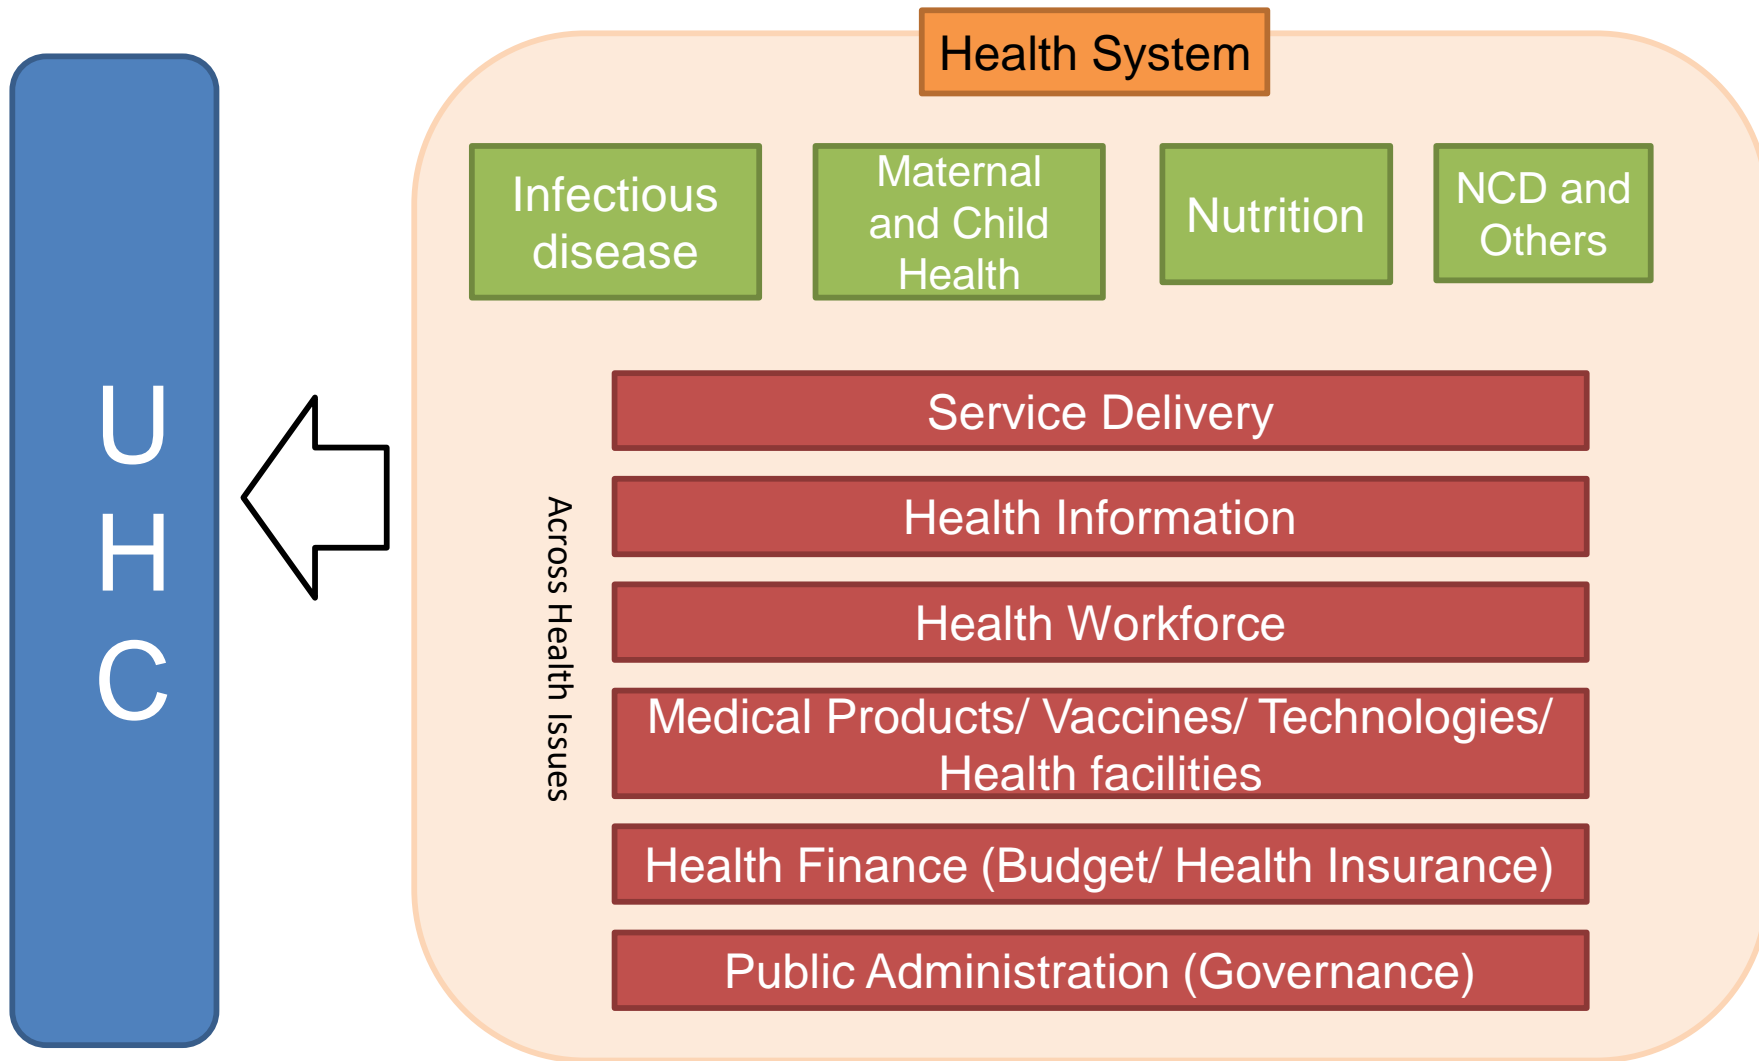 Health System
Infectious
disease
Maternal
and Child
Health
Nutrition
NCD and
Others
U
H
C
Across Health Issues
Service Delivery
Health Information
Health Workforce
Medical Products/ Vaccines/ Technologies/
Health facilities
Health Finance (Budget/ Health Insurance)
Public Administration (Governance)